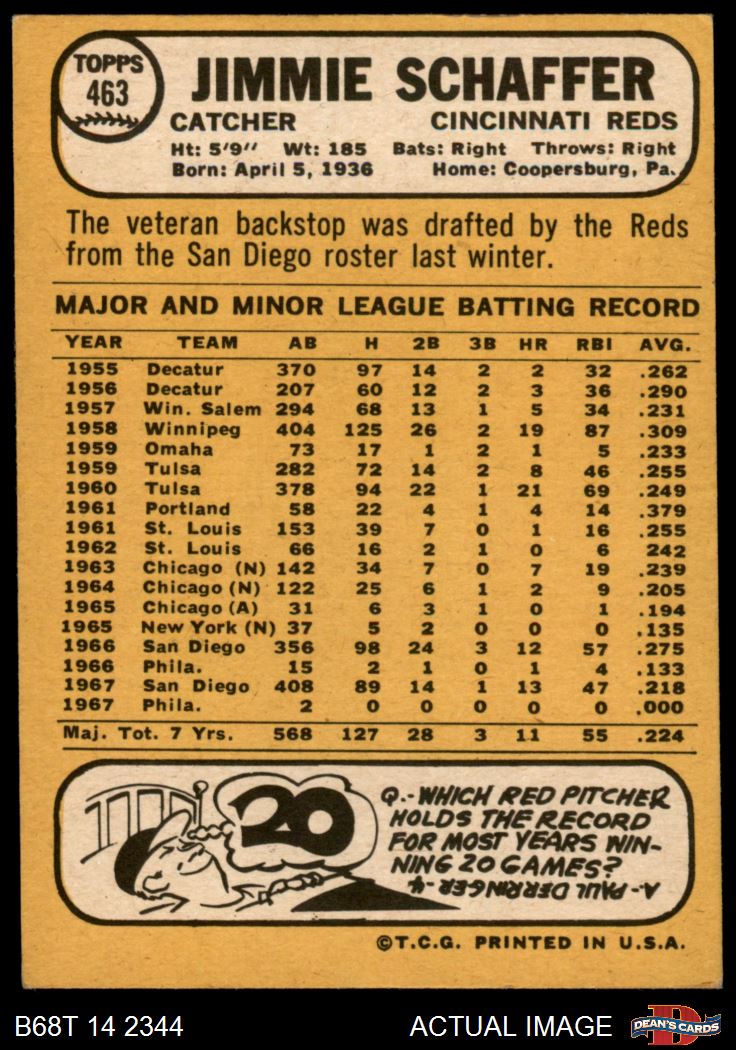 TOPPS
463
JIMMIE SCHAFFER
CATCHER CINCINNATI REDS
Ht: 5'9" Wt: 185 Bats: Right Throws: Right
Born: April 5, 1936 Home: Coopersburg, Pa.
The veteran backstop was drafted by the Reds
from the San Diego roster last winter.
MAJOR AND MINOR LEAGUE BATTING RECORD
YEAR TEAM AB H 2B 3B HR RBI AVG.
1955 Decatur 370 97 14 2 2 32 .262
1956 Decatur 207 60 12 2 3 36 .290
1957 Win. Salem 294 68 13 1 5 34 .231
1958 Winnipeg 404 125 26 2 19 87 .309
1959 Omaha 73 17 1 2 1 5 .233
1959 Tulsa 282 72 14 2 8 46 .255
1960 Tulsa 378 94 22 1 21 69 .249
1961 Portland 58 22 4 1 4 14 .379
1961 St. Louis 153 39 7 0 1 16 .255
1962 St. Louis 66 16 2 1 0 6 242
1963 Chicago (N) 142 34 7 0 7 19 .239
1964 Chicago (N) 122 25 6 1 2 9 .205
1965 Chicago (A) 31 6 3 1 0 1 .194
1965 New York (N) 37 5 2 0 0 0 .135
1966 San Diego 356 98 24 3 12 57 .275
1966 Phila. 15 2 1 0 1 4 .133
1967 San Diego 408 89 14 1 13 47 .218
1967 Phila. 2 0 0 0 0 0 .000
Maj. Tot. 7 Yrs. 568 127 28 3 11 55 .224
20
Q.-WHICH RED PITCHER
HOLDS THE RECORD
FOR MOST YEARS WIN-
NING 20 GAMES?
A.-PAUL DERRINGER-4
©T.C.G. PRINTED IN U.S.A.
B68T 14 2344 ACTUAL IMAGE
DEAN'S CARDS